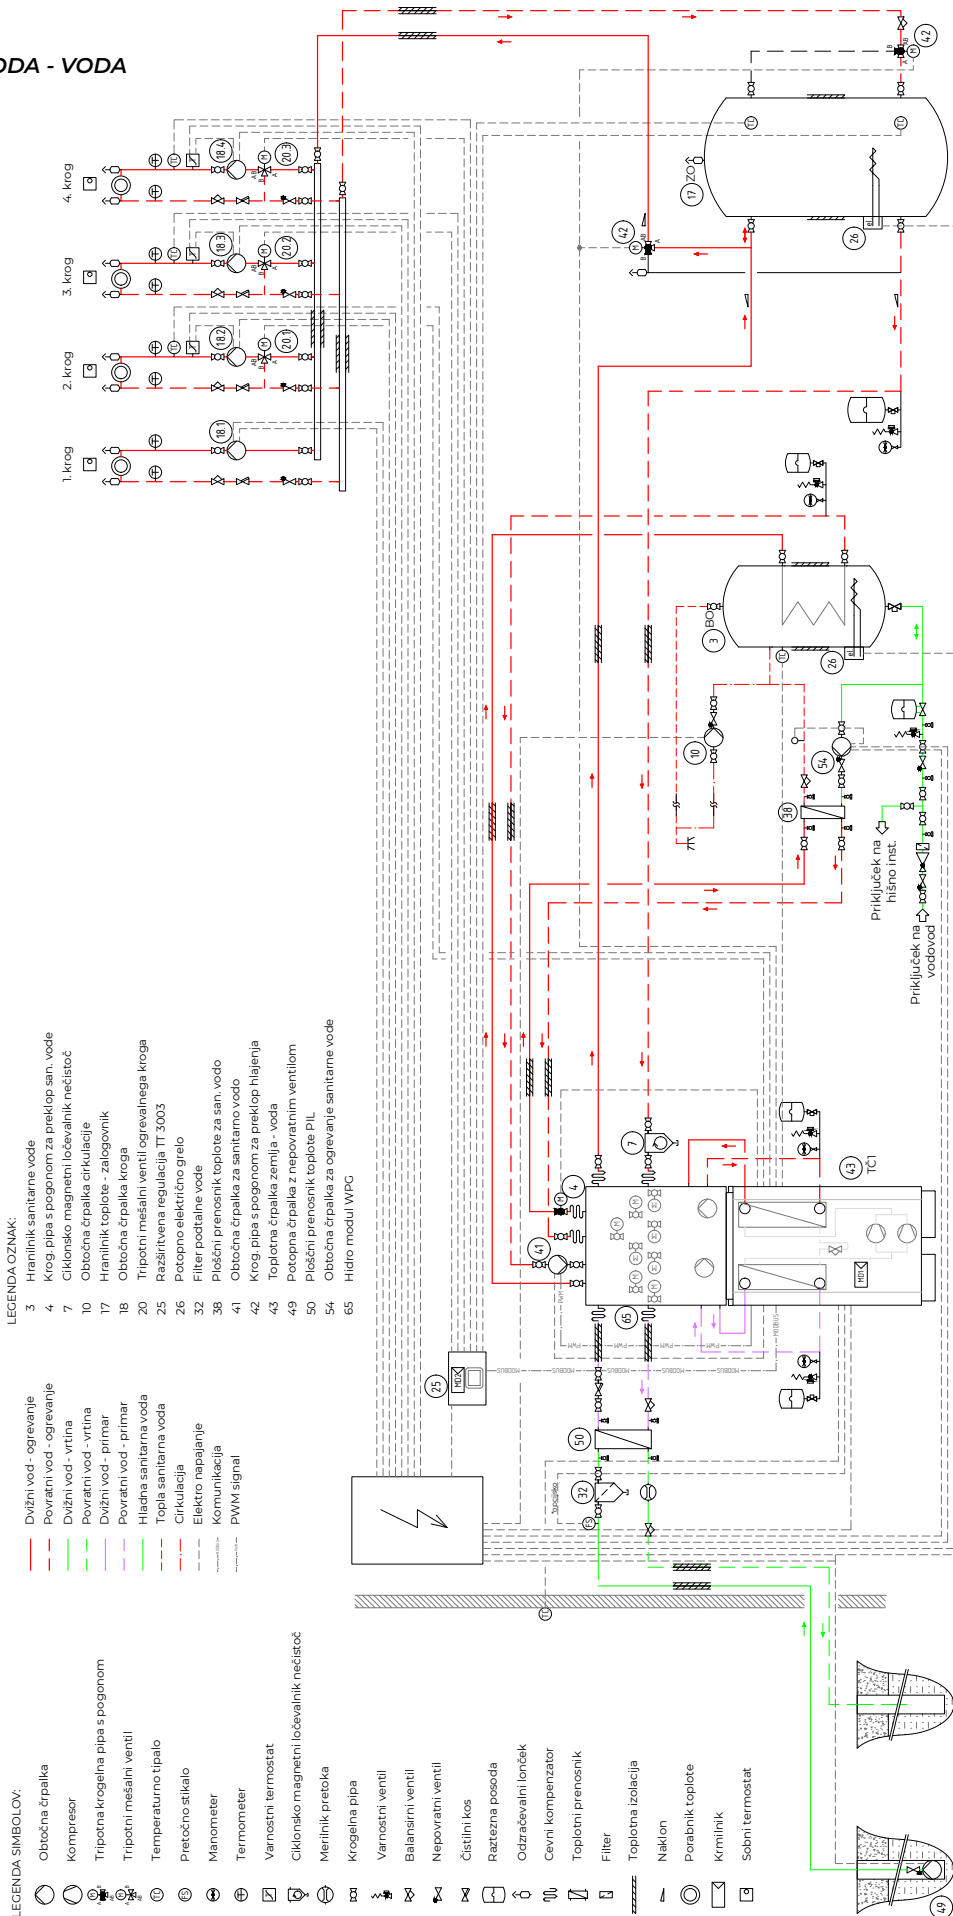 ODA - VODA
1. krog
2. krog
3. krog
4. krog
18.1
18.2
18.3
18.4
20.1
20.2
20.3
42
42
17
ZO
26
3
BO
26
10
54
38
Priključek na
hišno inst.
Priključek na
vodovod
4
7
41
65
43
TČ1
25
MO2
MO1
50
32
49
LEGENDA OZNAK:
3 Hranilnik sanitarne vode
4 Krog. pipa s pogonom za preklop san. vode
7 Ciklonsko magnetni ločevalnik nečistoč
10 Obtočna črpalka cirkulacije
17 Hranilnik toplote - zalogovnik
18 Obtočna črpalka kroga
20 Tripotni mešalni ventil ogrevalnega kroga
25 Razširitvena regulacija TT 3003
26 Potopno električno grelo
32 Filter podtalne vode
38 Ploščni prenosnik toplote za san. vodo
41 Obtočna črpalka za sanitarno vodo
42 Krog. pipa s pogonom za preklop hlajenja
43 Toplotna črpalka zemlja - voda
49 Potopna črpalka z nepovratnim ventilom
50 Ploščni prenosnik toplote PIL
54 Obtočna črpalka za ogrevanje sanitarne vode
65 Hidro modul WPG
Dvižni vod - ogrevanje
Povratni vod - ogrevanje
Dvižni vod - vrtina
Povratni vod - vrtina
Dvižni vod - primar
Povratni vod - primar
Hladna sanitarna voda
Topla sanitarna voda
Cirkulacija
Elektro napajanje
Komunikacija
PWM signal
LEGENDA SIMBOLOV:
Obtočna črpalka
Kompresor
Tripotna krogelna pipa s pogonom
Tripotni mešalni ventil
Temperaturno tipalo
Pretočno stikalo
Manometer
Termometer
Varnostni termostat
Ciklonsko magnetni ločevalnik nečistoč
Merilnik pretoka
Krogelna pipa
Varnostni ventil
Balansirni ventil
Nepovratni ventil
Čistilni kos
Raztezna posoda
Odzračevalni lonček
Cevni kompenzator
Toplotni prenosnik
Filter
Toplotna izolacija
Naklon
Porabnik toplote
Krmilnik
Sobni termostat